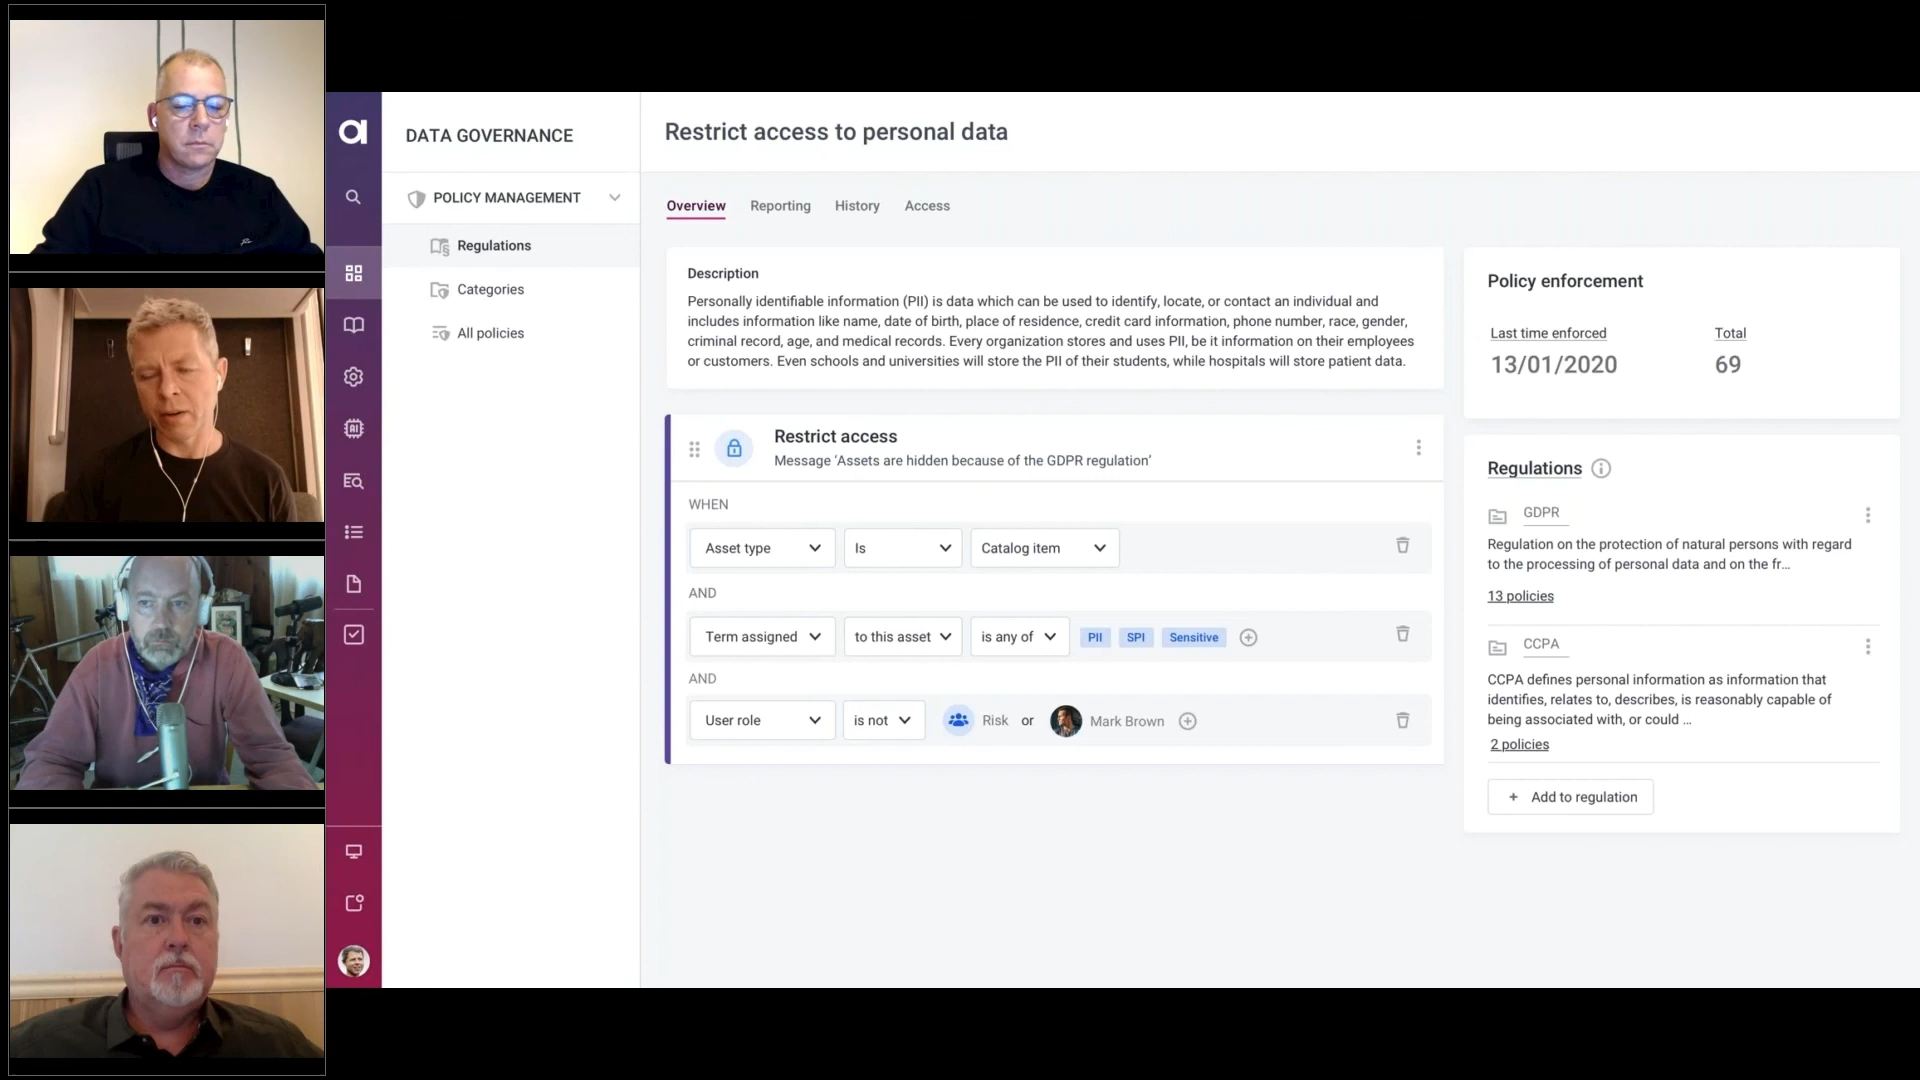 DATA GOVERNANCE
POLICY MANAGEMENT
Regulations
Categories
All policies
Restrict access to personal data
Overview Reporting History Access
Description
Personally identifiable information (PII) is data which can be used to identify, locate, or contact an individual and
includes information like name, date of birth, place of residence, credit card information, phone number, race, gender,
criminal record, age, and medical records. Every organization stores and uses PII, be it information on their employees
or customers. Even schools and universities will store the PII of their students, while hospitals will store patient data.
Restrict access
Message ‘Assets are hidden because of the GDPR regulation’
WHEN
Asset type Is Catalog item
AND
Term assigned to this asset is any of PII SPI Sensitive
AND
User role is not Risk or Mark Brown
Policy enforcement
Last time enforced Total
13/01/2020 69
Regulations
GDPR
Regulation on the protection of natural persons with regard
to the processing of personal data and on the fr...
13 policies
CCPA
CCPA defines personal information as information that
identifies, relates to, describes, is reasonably capable of
being associated with, or could ...
2 policies
+ Add to regulation